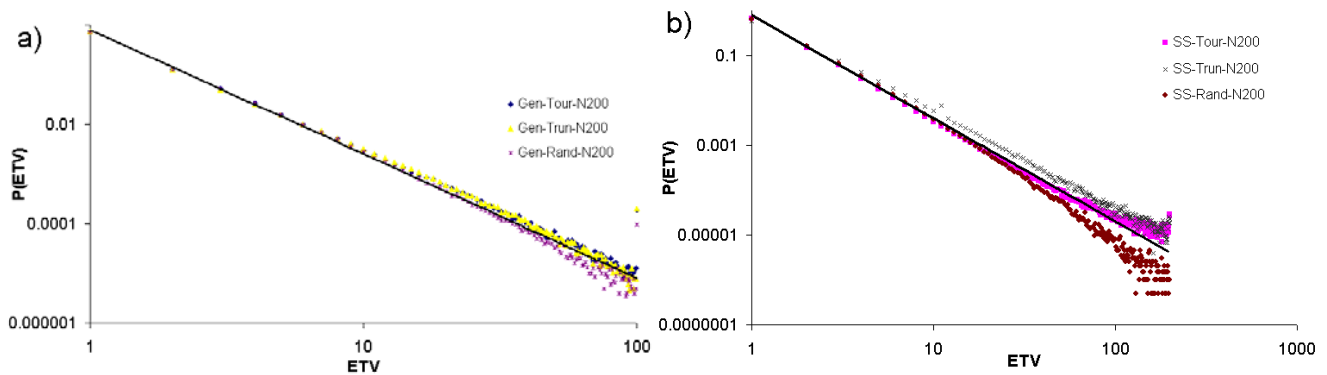 a)
P(ETV)
0.01
0.0001
0.000001
1
10
100
ETV
Gen-Tour-N200
Gen-Trun-N200
Gen-Rand-N200
b)
P(ETV)
0.1
0.001
0.00001
0.0000001
1
10
100
1000
ETV
SS-Tour-N200
SS-Trun-N200
SS-Rand-N200